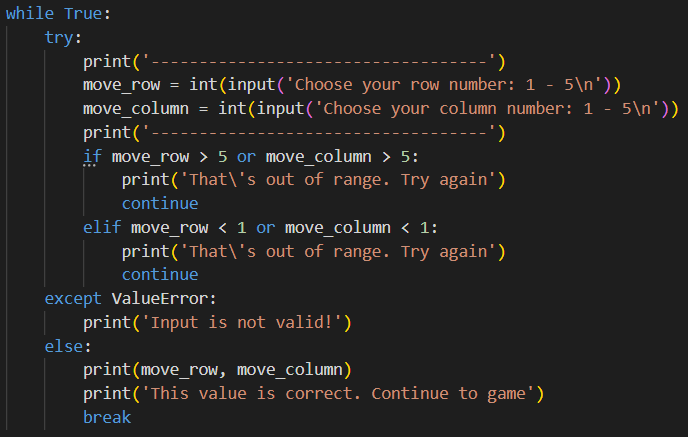 while True:
    try:
        print('-----------------------------------')
        move_row = int(input('Choose your row number: 1 - 5\n'))
        move_column = int(input('Choose your column number: 1 - 5\n'))
        print('-----------------------------------')
        if move_row > 5 or move_column > 5:
            print('That\'s out of range. Try again')
            continue
        elif move_row < 1 or move_column < 1:
            print('That\'s out of range. Try again')
            continue
    except ValueError:
        print('Input is not valid!')
    else:
        print(move_row, move_column)
        print('This value is correct. Continue to game')
        break